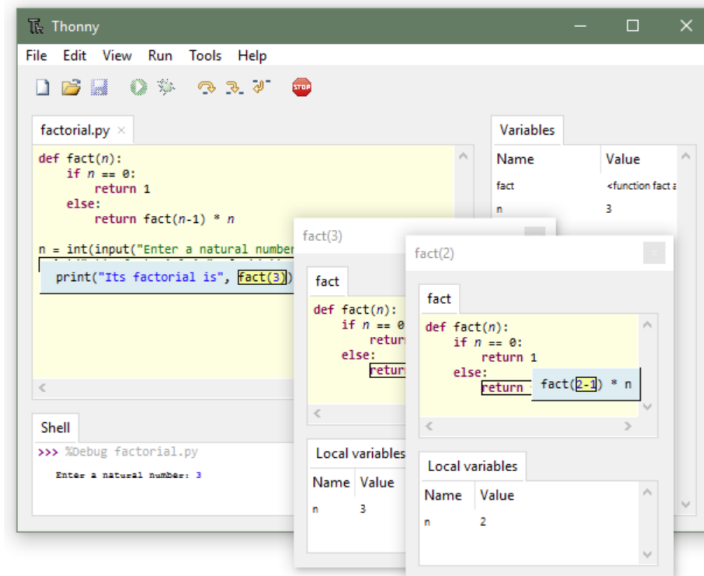 Thonny
File Edit View Run Tools Help
STOP
factorial.py
def fact(n):
if n == 0:
return 1
else:
return fact(n-1) * n
n = int(input("Enter a natural number
print("Its factorial is", fact(3))
Shell
>>> %Debug factorial.py
Enter a natural number: 3
Variables
Name Value
fact <function fact a
n 3
fact(3)
fact
def fact(n):
if n == 0
retur
else:
retur
Local variables
Name Value
n 3
fact(2)
fact
def fact(n):
if n == 0:
return 1
else:
return fact(2-1) * n
Local variables
Name Value
n 2